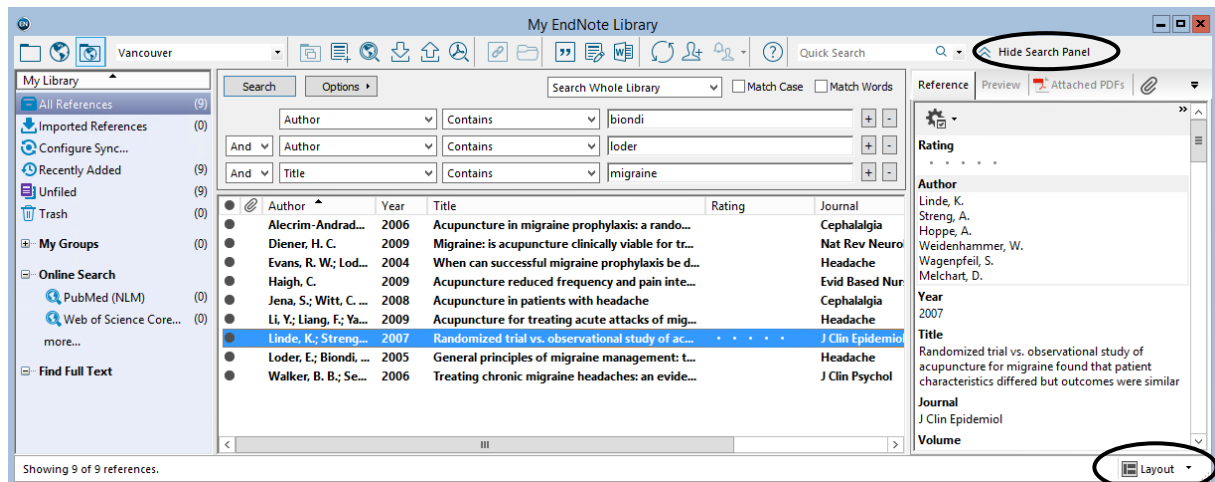 EN
My EndNote Library
Vancouver
Quick Search
Hide Search Panel
My Library
All References (9)
Imported References (0)
Configure Sync...
Recently Added (9)
Unfiled (9)
Trash (0)
My Groups (0)
Online Search
PubMed (NLM) (0)
Web of Science Core... (0)
more...
Find Full Text
Search Options Search Whole Library Match Case Match Words
Author Contains biondi + -
And Author Contains loder + -
And Title Contains migraine + -
Author Year Title Rating Journal
Alecrim-Andrad... 2006 Acupuncture in migraine prophylaxis: a rando... Cephalalgia
Diener, H. C. 2009 Migraine: is acupuncture clinically viable for tr... Nat Rev Neuro
Evans, R. W.; Lod... 2004 When can successful migraine prophylaxis be d... Headache
Haigh, C. 2009 Acupuncture reduced frequency and pain inte... Evid Based Nur
Jena, S.; Witt, C. ... 2008 Acupuncture in patients with headache Cephalalgia
Li, Y.; Liang, F.; Ya... 2009 Acupuncture for treating acute attacks of mig... Headache
Linde, K.; Streng... 2007 Randomized trial vs. observational study of ac... J Clin Epidemiol
Loder, E.; Biondi, ... 2005 General principles of migraine management: t... Headache
Walker, B. B.; Se... 2006 Treating chronic migraine headaches: an evide... J Clin Psychol
Reference Preview Attached PDFs
Rating
Author
Linde, K.
Streng, A.
Hoppe, A.
Weidenhammer, W.
Wagenpfeil, S.
Melchart, D.
Year
2007
Title
Randomized trial vs. observational study of
acupuncture for migraine found that patient
characteristics differed but outcomes were similar
Journal
J Clin Epidemiol
Volume
Showing 9 of 9 references.
Layout